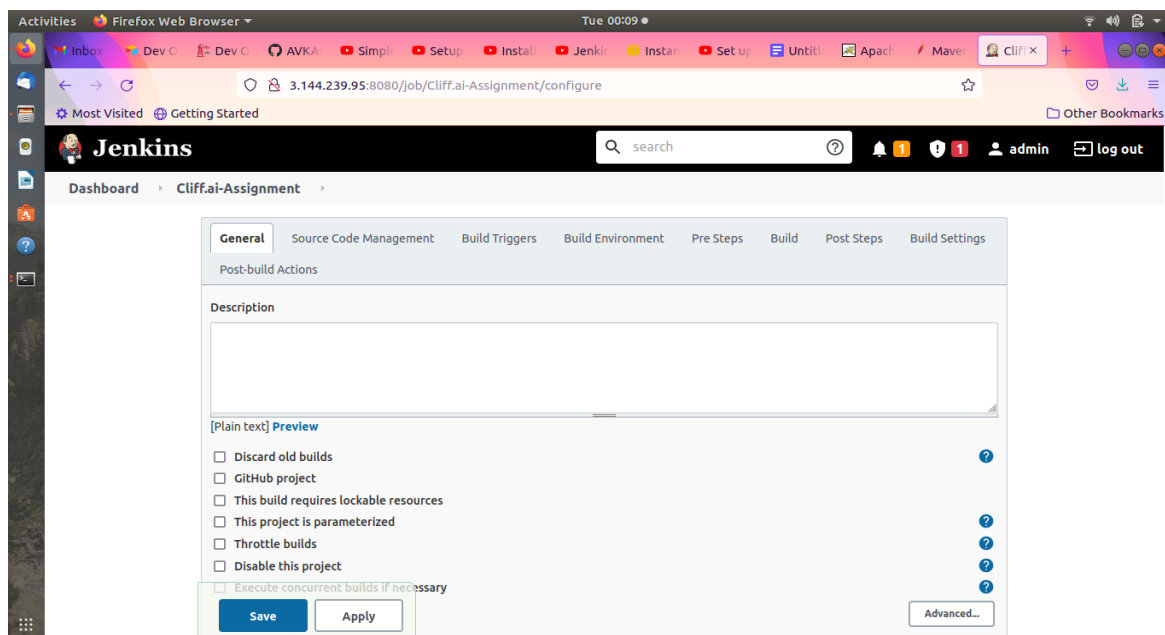 Activities Firefox Web Browser Tue 00:09
Inbox Dev O Dev O AVKA Simple Setup Install Jenkin Instan Set up Untitl Apach Maven Cliff
3.144.239.95:8080/job/Cliff.ai-Assignment/configure
Most Visited Getting Started Other Bookmarks
Jenkins search 1 1 admin log out
Dashboard Cliff.ai-Assignment
General Source Code Management Build Triggers Build Environment Pre Steps Build Post Steps Build Settings
Post-build Actions
Description
[Plain text] Preview
Discard old builds
GitHub project
This build requires lockable resources
This project is parameterized
Throttle builds
Disable this project
Execute concurrent builds if necessary
Save Apply Advanced...